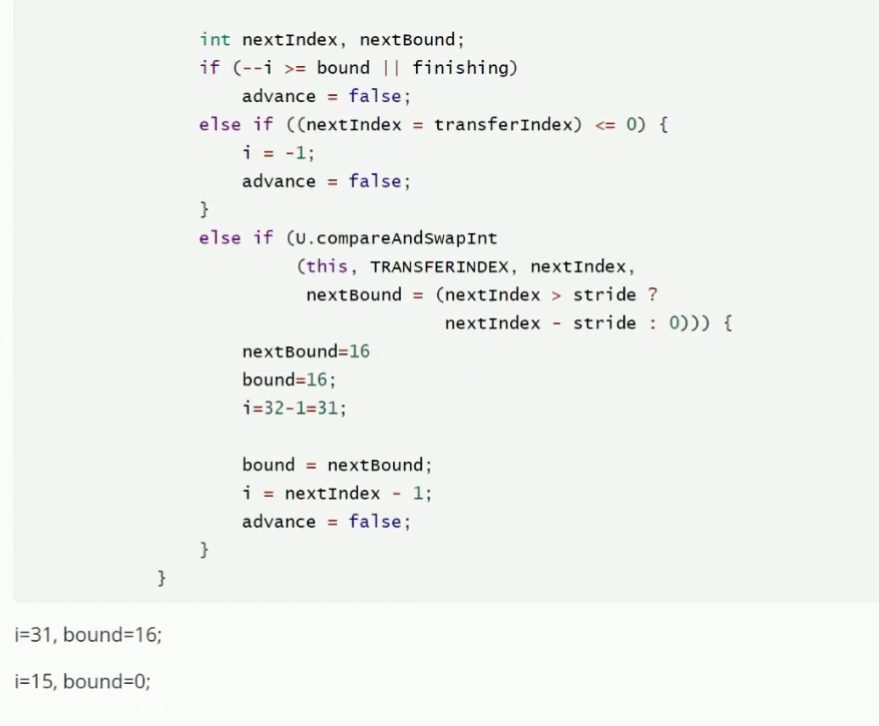 int nextIndex, nextBound;
if (--i >= bound || finishing)
advance = false;
else if ((nextIndex = transferIndex) <= 0) {
i = -1;
advance = false;
}
else if (U.compareAndSwapInt
(this, TRANSFERINDEX, nextIndex,
nextBound = (nextIndex > stride ?
nextIndex - stride : 0))) {
nextBound=16
bound=16;
i=32-1=31;
bound = nextBound;
i = nextIndex - 1;
advance = false;
}
}
i=31, bound=16;
i=15, bound=0;